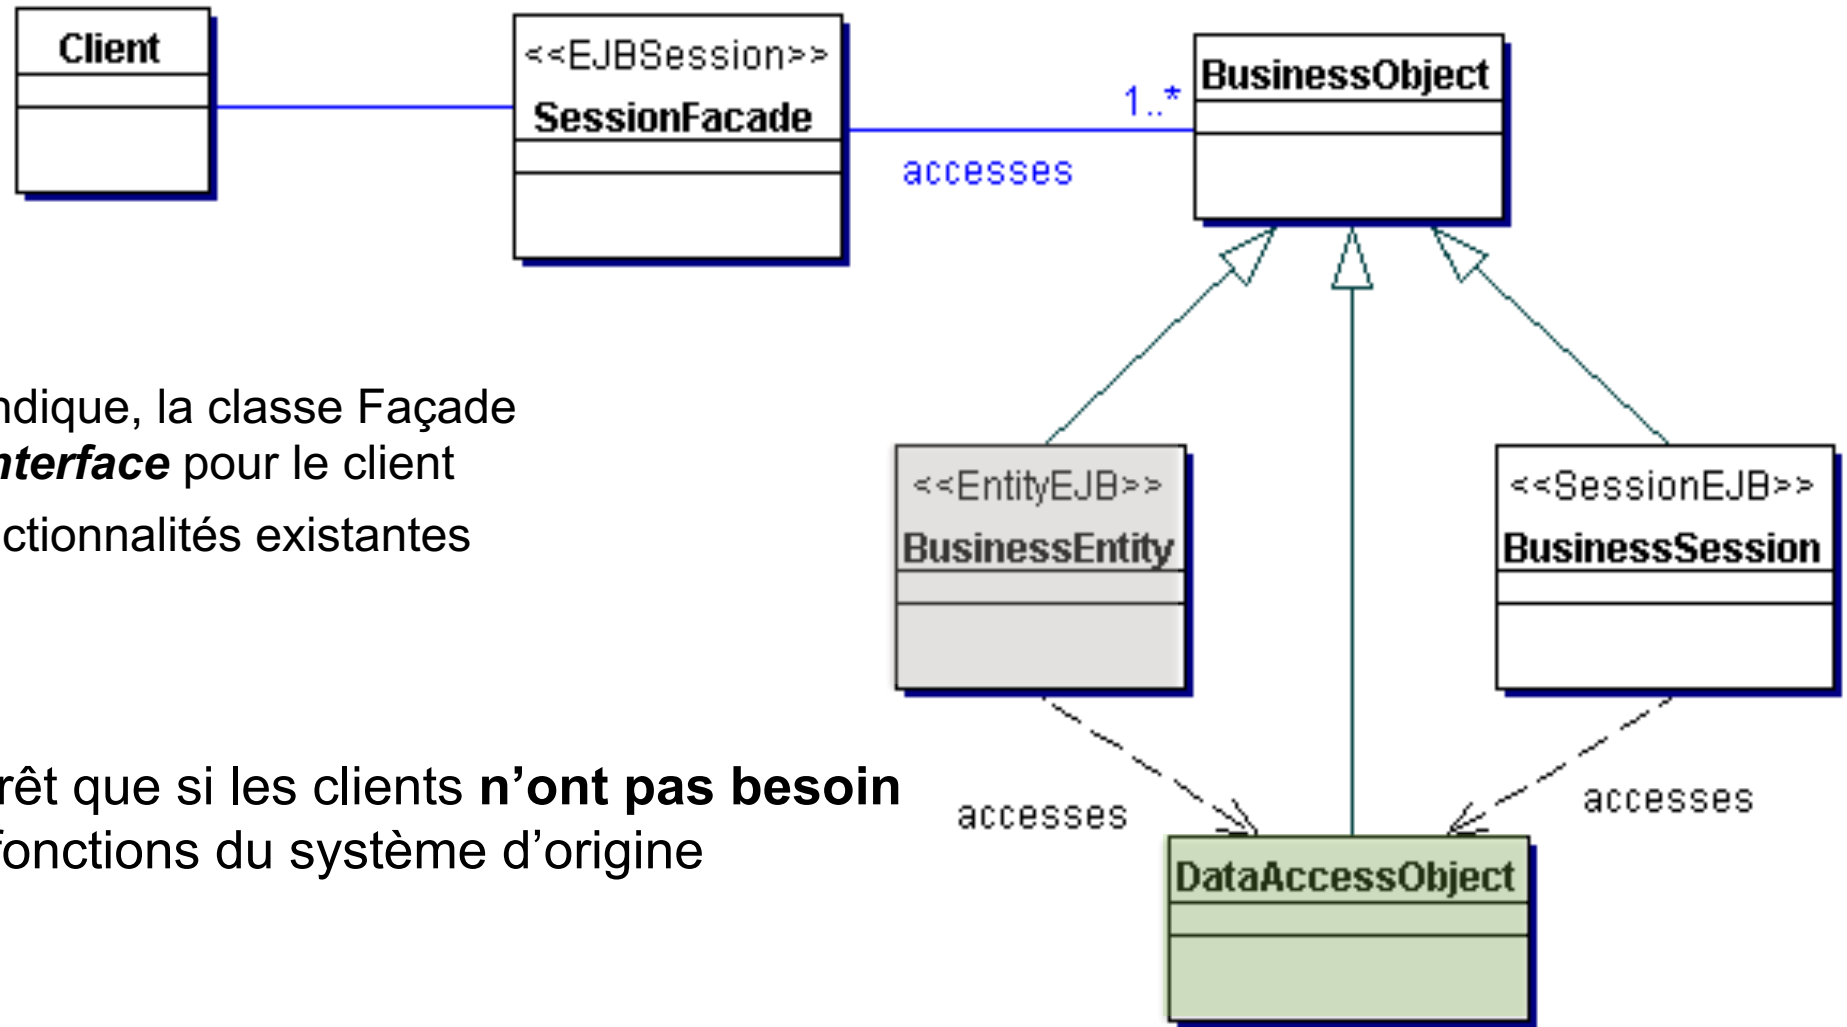 Client
<<EJBSession>>
SessionFacade
1..*
accesses
BusinessObject
ndique, la classe Façade
nterface pour le client
ctionnalités existantes
<<EntityEJB>>
BusinessEntity
<<SessionEJB>>
BusinessSession
rêt que si les clients n’ont pas besoin
fonctions du système d’origine
accesses
accesses
DataAccessObject